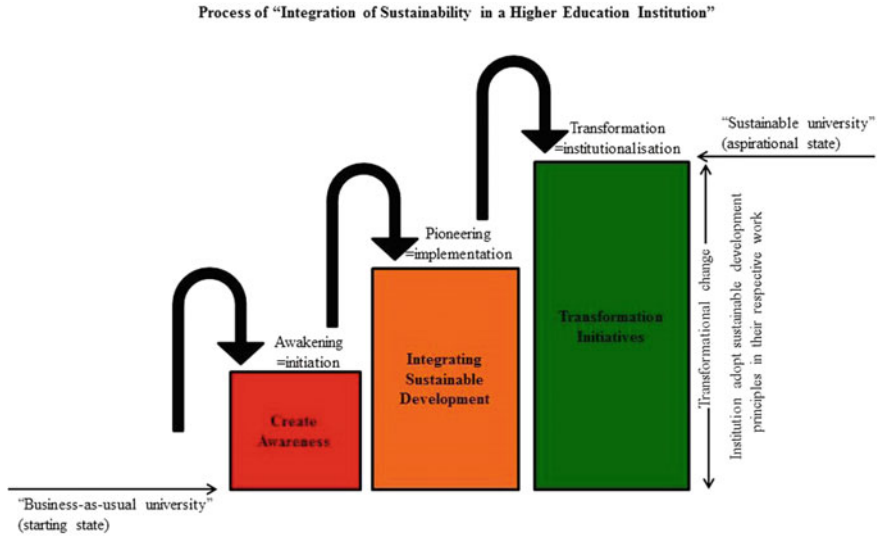 Process of “Integration of Sustainability in a Higher Education Institution”
Transformation
=institutionalisation
“Sustainable university”
(aspirational state)
Pioneering
=implementation
Awakening
=initiation
Create
Awareness
Integrating
Sustainable
Development
Transformation
Initiatives
Transformational change
Institution adopt sustainable development
principles in their respective work
“Business-as-usual university”
(starting state)